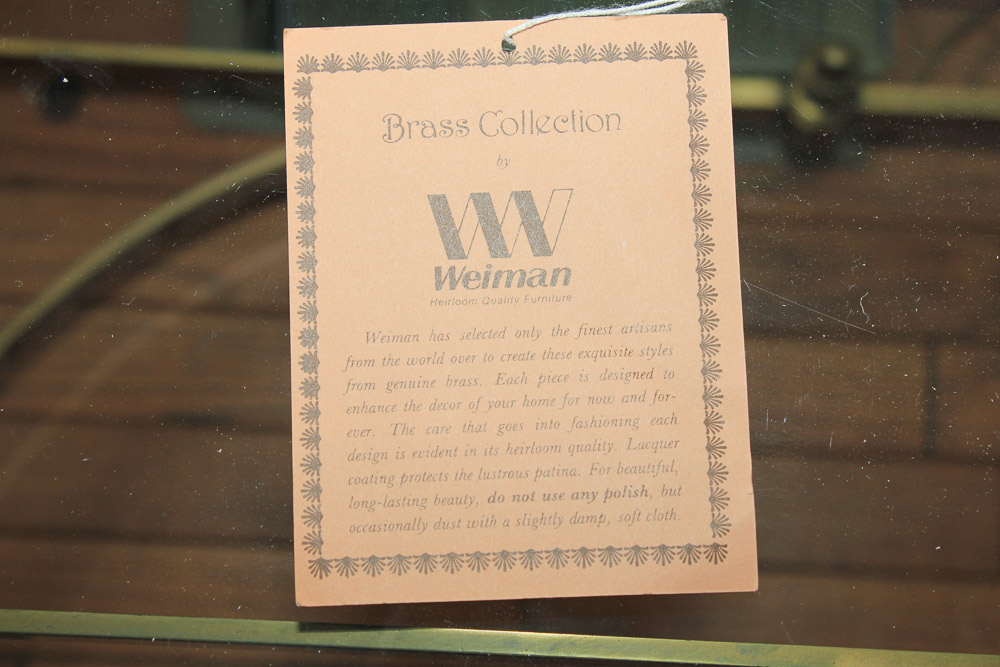 Brass Collection
by
W
Weiman
Heirloom Quality Furniture
Weiman has selected only the finest artisans
from the world over to create these exquisite styles
from genuine brass. Each piece is designed to
enhance the decor of your home for now and for-
ever. The care that goes into fashioning each
design is evident in its heirloom quality. Lacquer
coating protects the lustrous patina. For beautiful,
long-lasting beauty, do not use any polish, but
occasionally dust with a slightly damp, soft cloth.